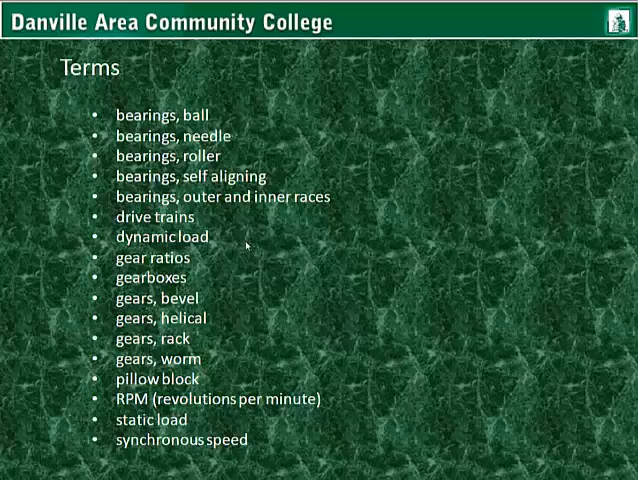 Danville Area Community College
Terms
• bearings, ball
• bearings, needle
• bearings, roller
• bearings, self aligning
• bearings, outer and inner races
• drive trains
• dynamic load
• gear ratios
• gearboxes
• gears, bevel
• gears, helical
• gears, rack
• gears, worm
• pillow block
• RPM (revolutions per minute)
• static load
• synchronous speed